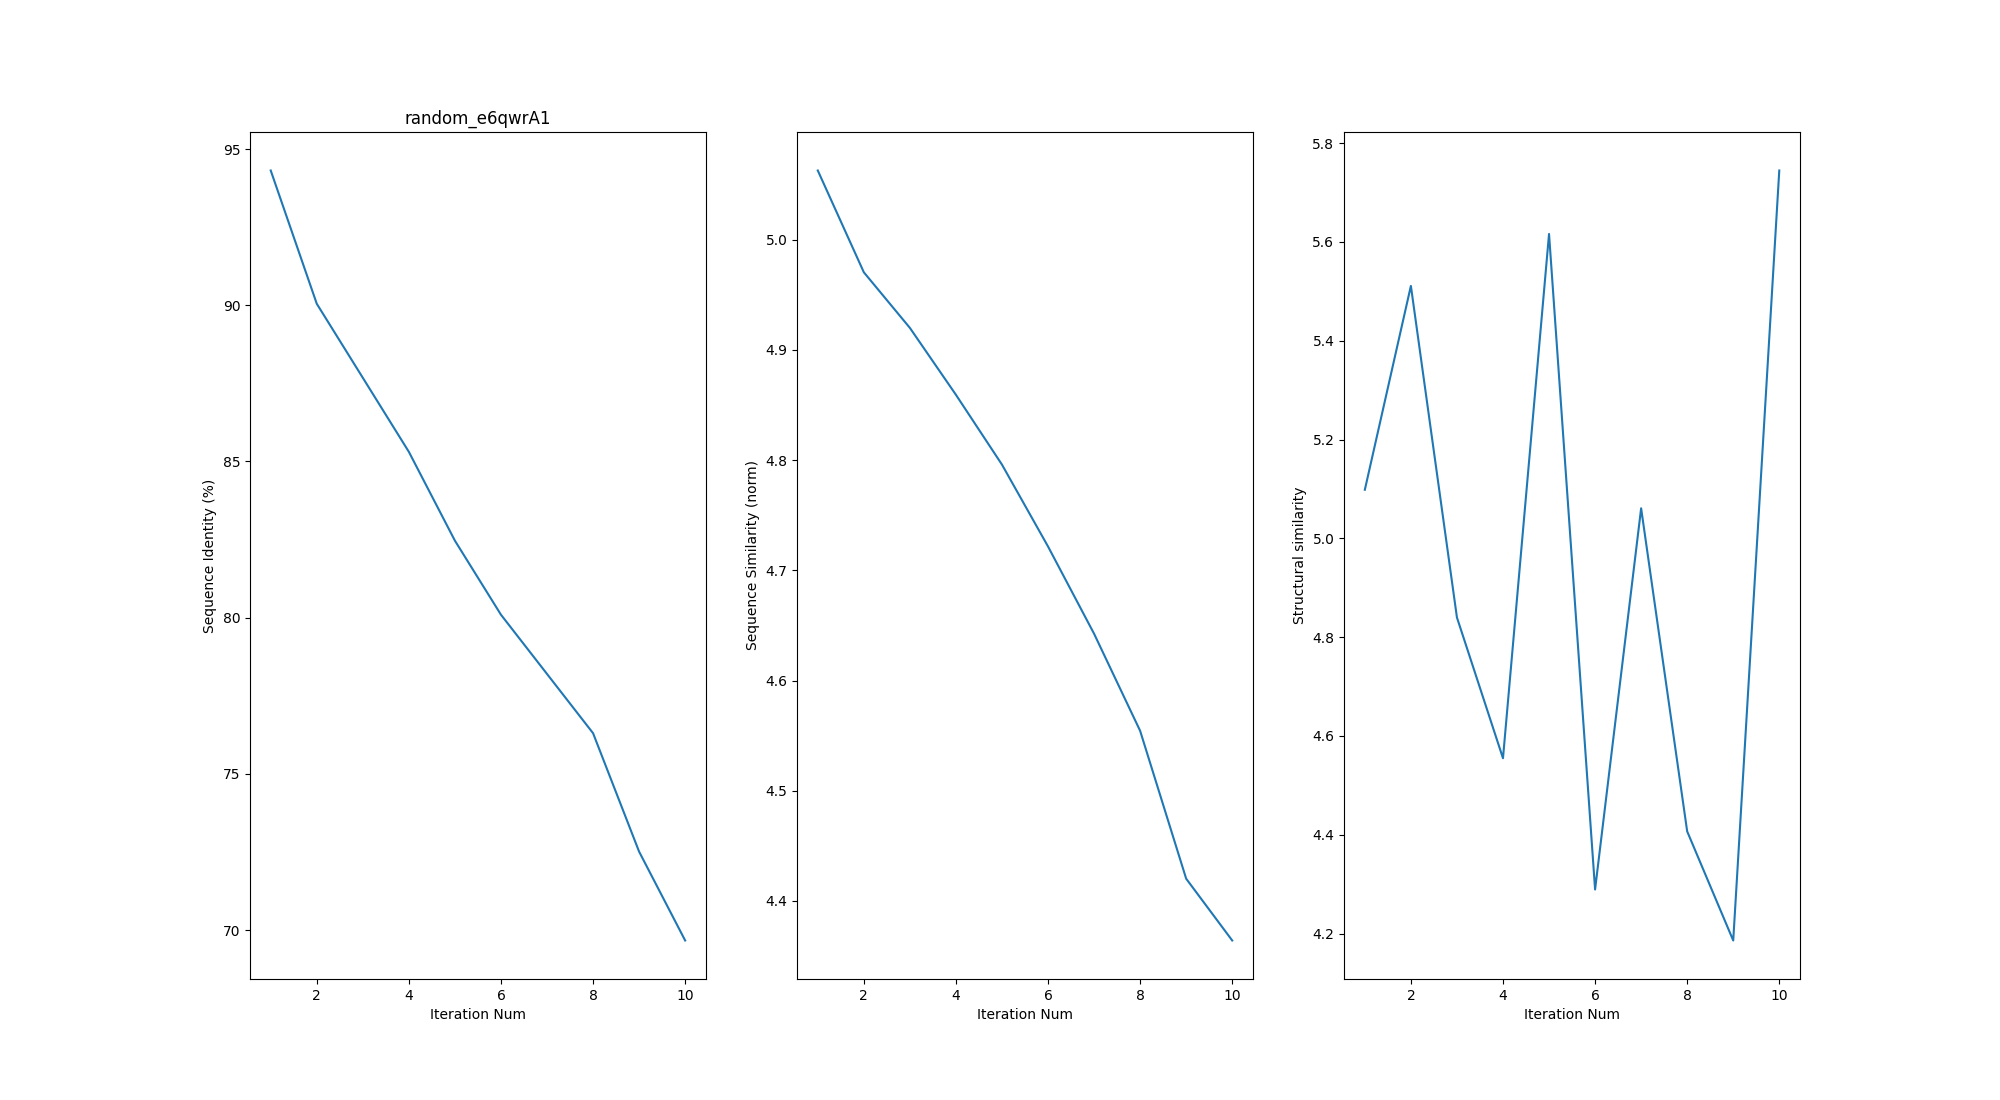 random_e6qwrA1
95
90
85
80
75
70
Sequence Identity (%)
2 4 6 8 10
Iteration Num
5.0
4.9
4.8
4.7
4.6
4.5
4.4
Sequence Similarity (norm)
2 4 6 8 10
Iteration Num
5.8
5.6
5.4
5.2
5.0
4.8
4.6
4.4
4.2
Structural similarity
2 4 6 8 10
Iteration Num